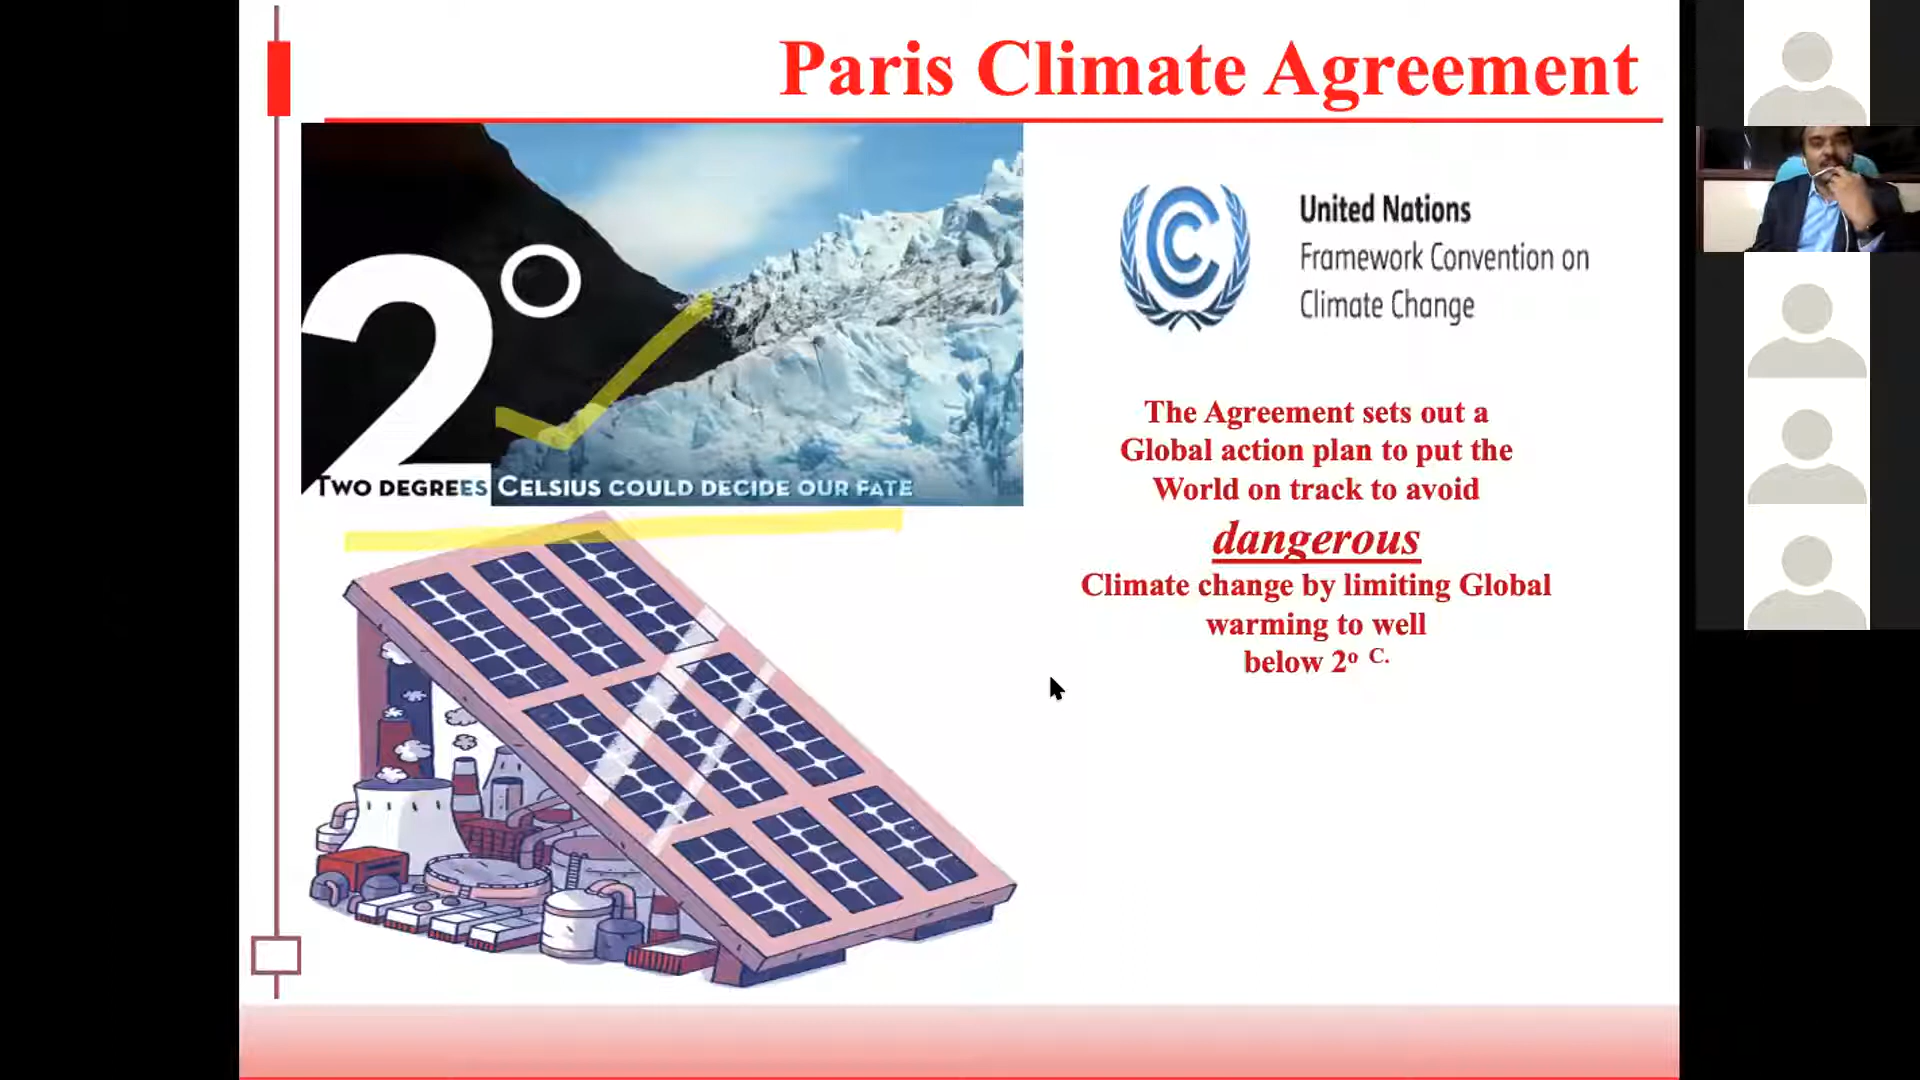 Paris Climate Agreement
2°
TWO DEGREES CELSIUS COULD DECIDE OUR FATE
United Nations
Framework Convention on
Climate Change
The Agreement sets out a
Global action plan to put the
World on track to avoid
dangerous
Climate change by limiting Global
warming to well
below 2º C.